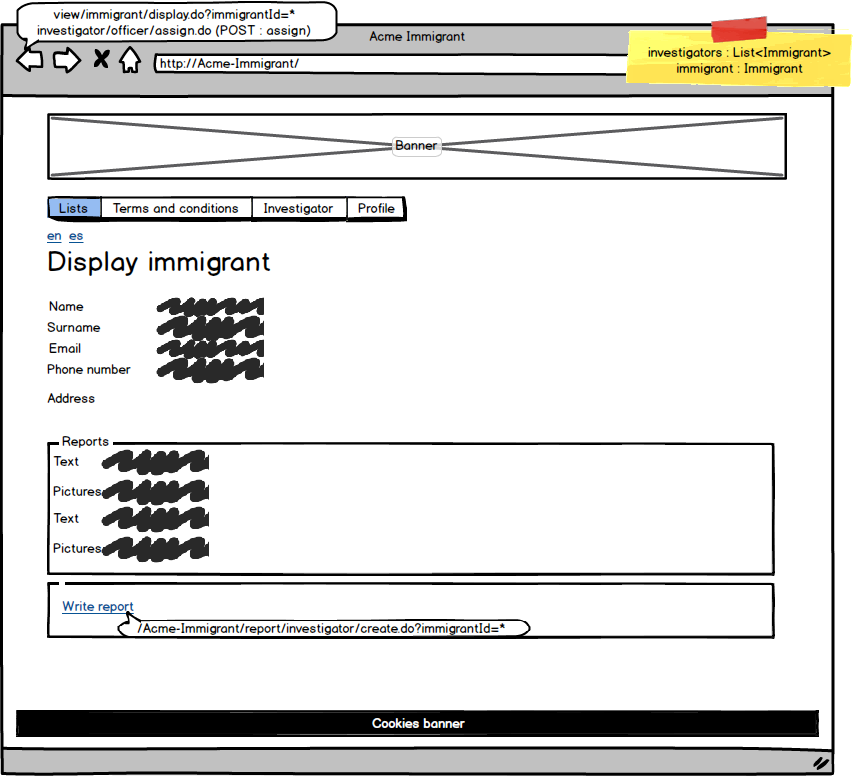 view/immigrant/display.do?immigrantId=*
investigator/officer/assign.do (POST : assign)
Acme Immigrant
investigators : List<Immigrant>
immigrant : Immigrant
http://Acme-Immigrant/
Banner
Lists Terms and conditions Investigator Profile
en es
Display immigrant
Name
Surname
Email
Phone number
Address
Reports
Text
Pictures
Text
Pictures
Write report
/Acme-Immigrant/report/investigator/create.do?immigrantId=*
Cookies banner